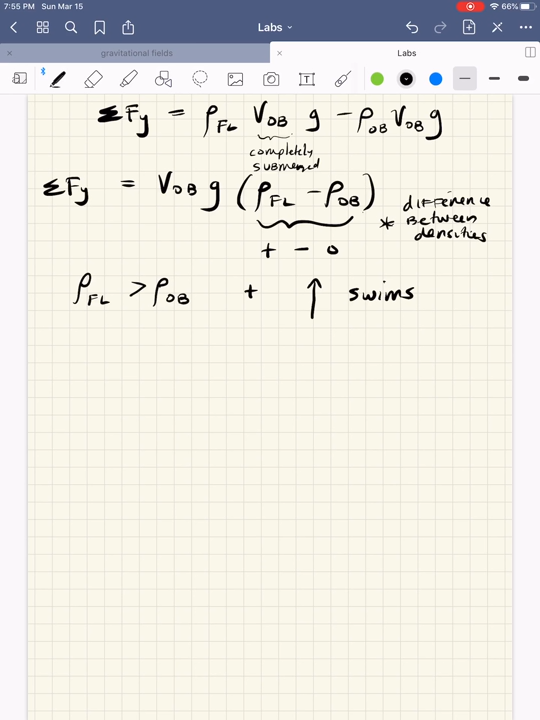 7:55 PM Sun Mar 15 66%
Labs
gravitational fields Labs
ΣFy = ρFL VOB g − ρOB VOB g
completely
submerged
ΣFy = VOB g (ρFL − ρOB)
* difference
between
densities
+ − 0
ρFL > ρOB + ↑ swims